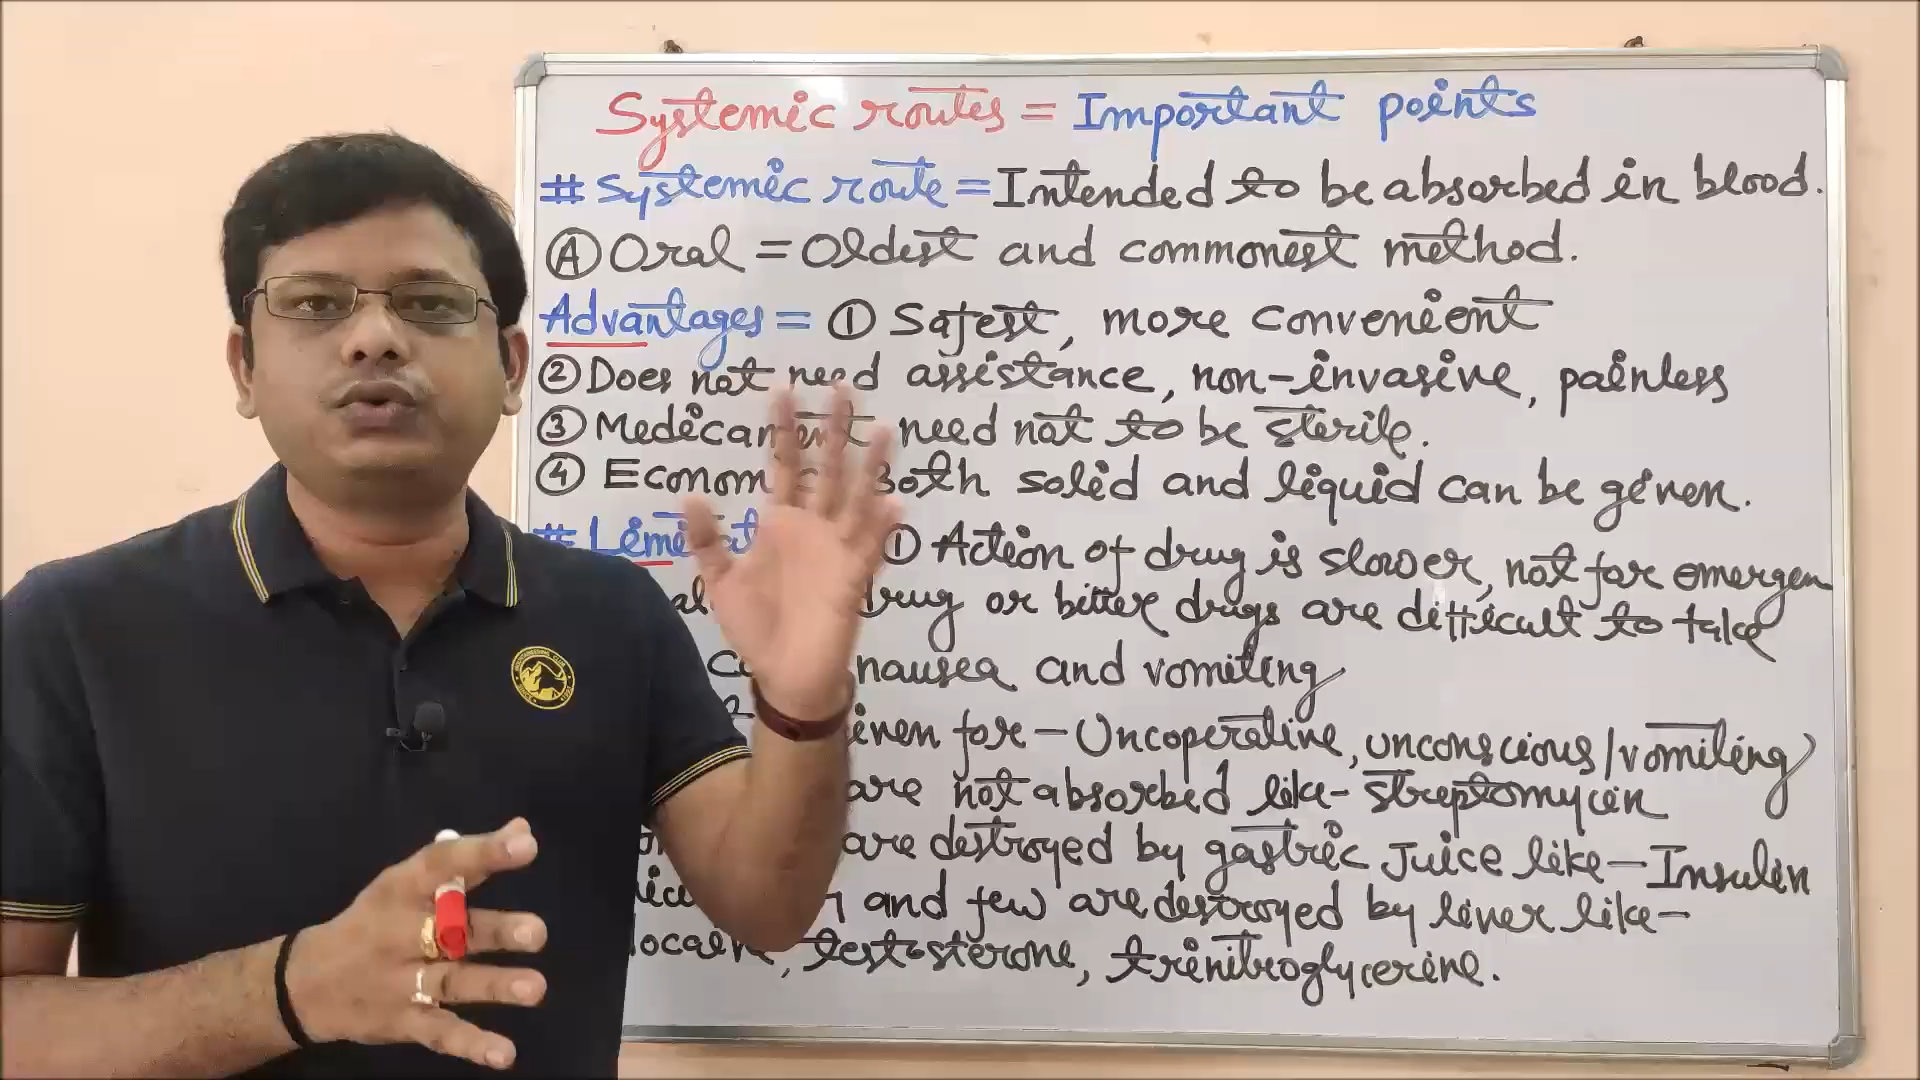 Systemic routes = Important points
# Systemic route = Intended to be absorbed in blood.
Ⓐ Oral = Oldest and commonest method.
Advantages = ① Safest, more convenient
② Does not need assistance, non-invasive, painless
③ Medicament need not to be sterile.
④ Both solid and liquid can be given.
# ① Action of drug is slower, not for emergen
drug or bitter drugs are difficult to take
nausea and vomiting
for - Uncoperative, unconscious/vomiting
are not absorbed like - streptomycin
are destroyed by gastric juice like - Insulin
and few are destroyed by liver like -
, testosterone, trinitroglycerine.